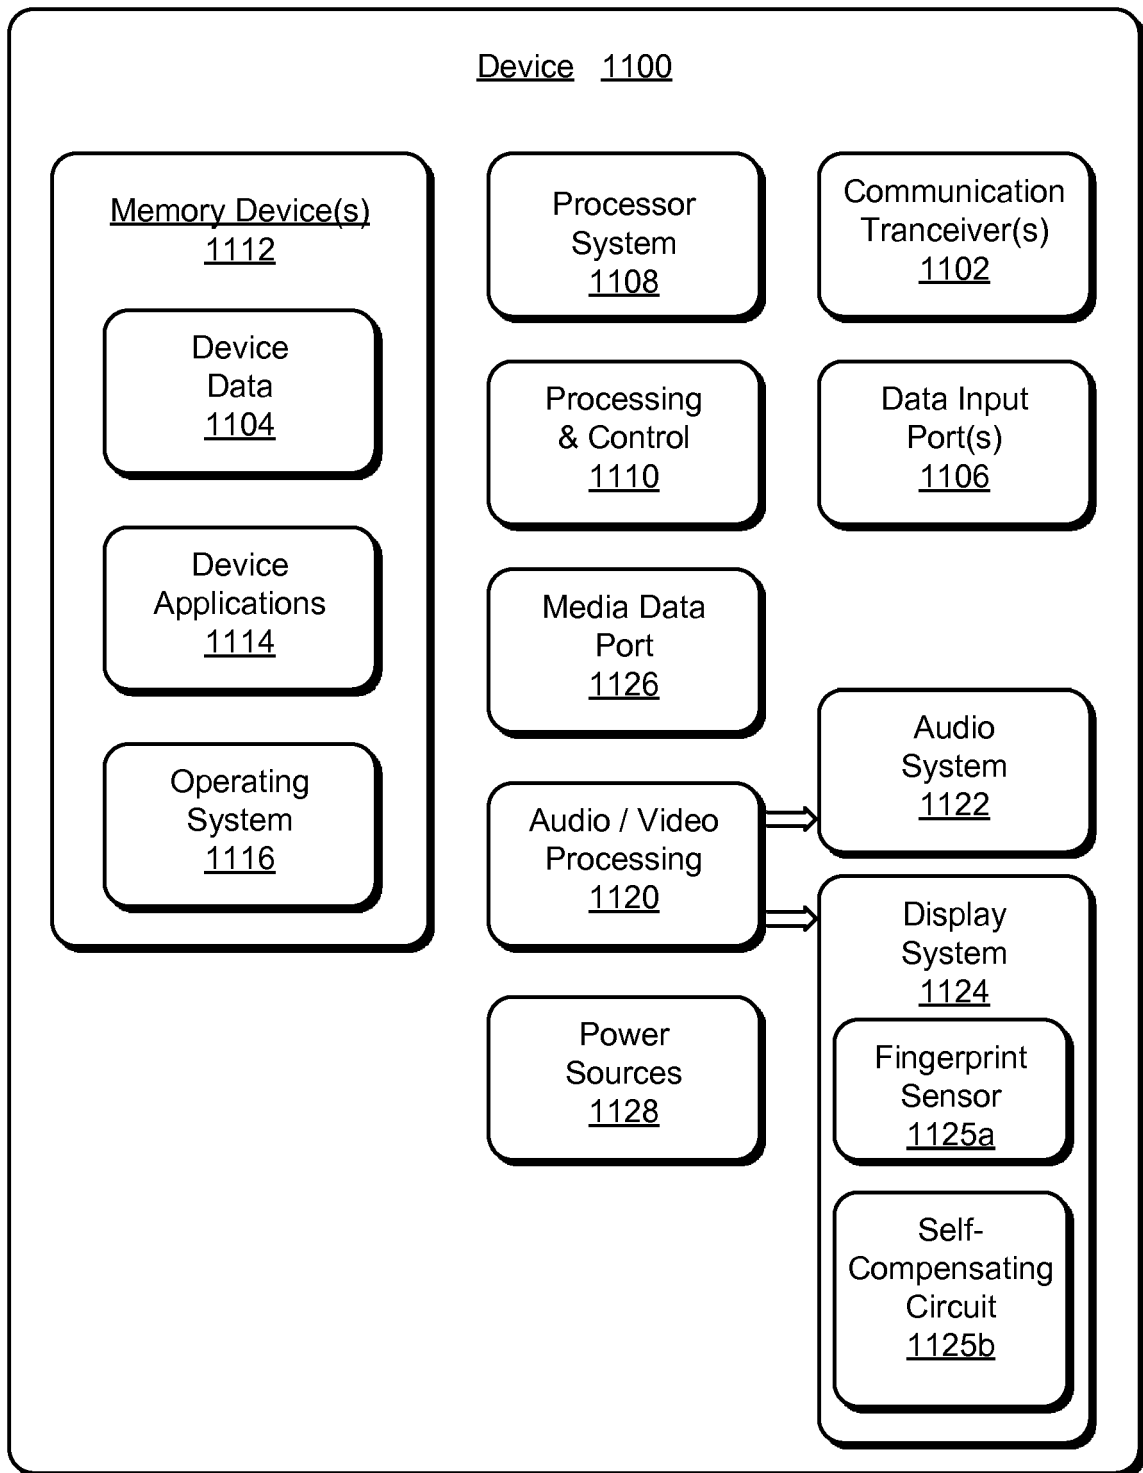 Device 1100
Memory Device(s)
1112
Device
Data
1104
Device
Applications
1114
Operating
System
1116
Processor
System
1108
Processing
& Control
1110
Media Data
Port
1126
Audio / Video
Processing
1120
Power
Sources
1128
Communication
Tranceiver(s)
1102
Data Input
Port(s)
1106
Audio
System
1122
Display
System
1124
Fingerprint
Sensor
1125a
Self-
Compensating
Circuit
1125b